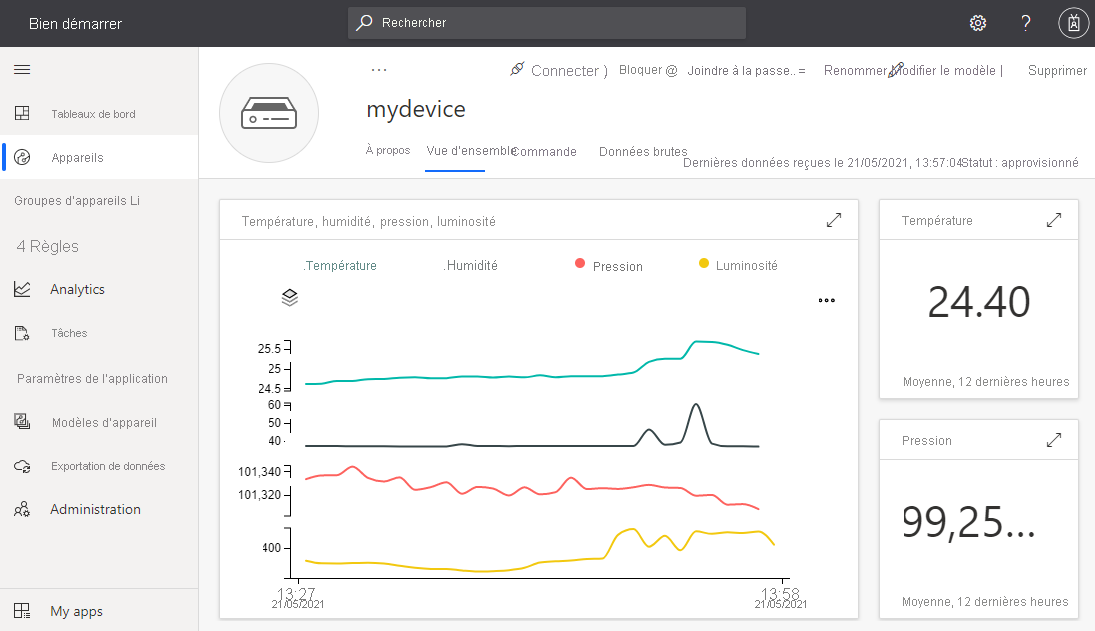 Bien démarrer
Rechercher
?
Tableaux de bord
Appareils
Groupes d'appareils Li
4 Règles
Analytics
Tâches
Paramètres de l'application
Modèles d'appareil
Exportation de données
Administration
My apps
...
Connecter )
Bloquer @
Joindre à la passe.. =
Renommer
Modifier le modèle |
Supprimer
mydevice
À propos
Vue d'ensemble
Commande
Données brutes
Dernières données reçues le 21/05/2021, 13:57:04
Statut : approvisionné
Température, humidité, pression, luminosité
.Température
.Humidité
Pression
Luminosité
25.5
25
24.5
60
50
40
101,340
101,320
400
13:27
21/05/2021
13:58
21/05/2021
Température
24.40
Moyenne, 12 dernières heures
Pression
99,25...
Moyenne, 12 dernières heures